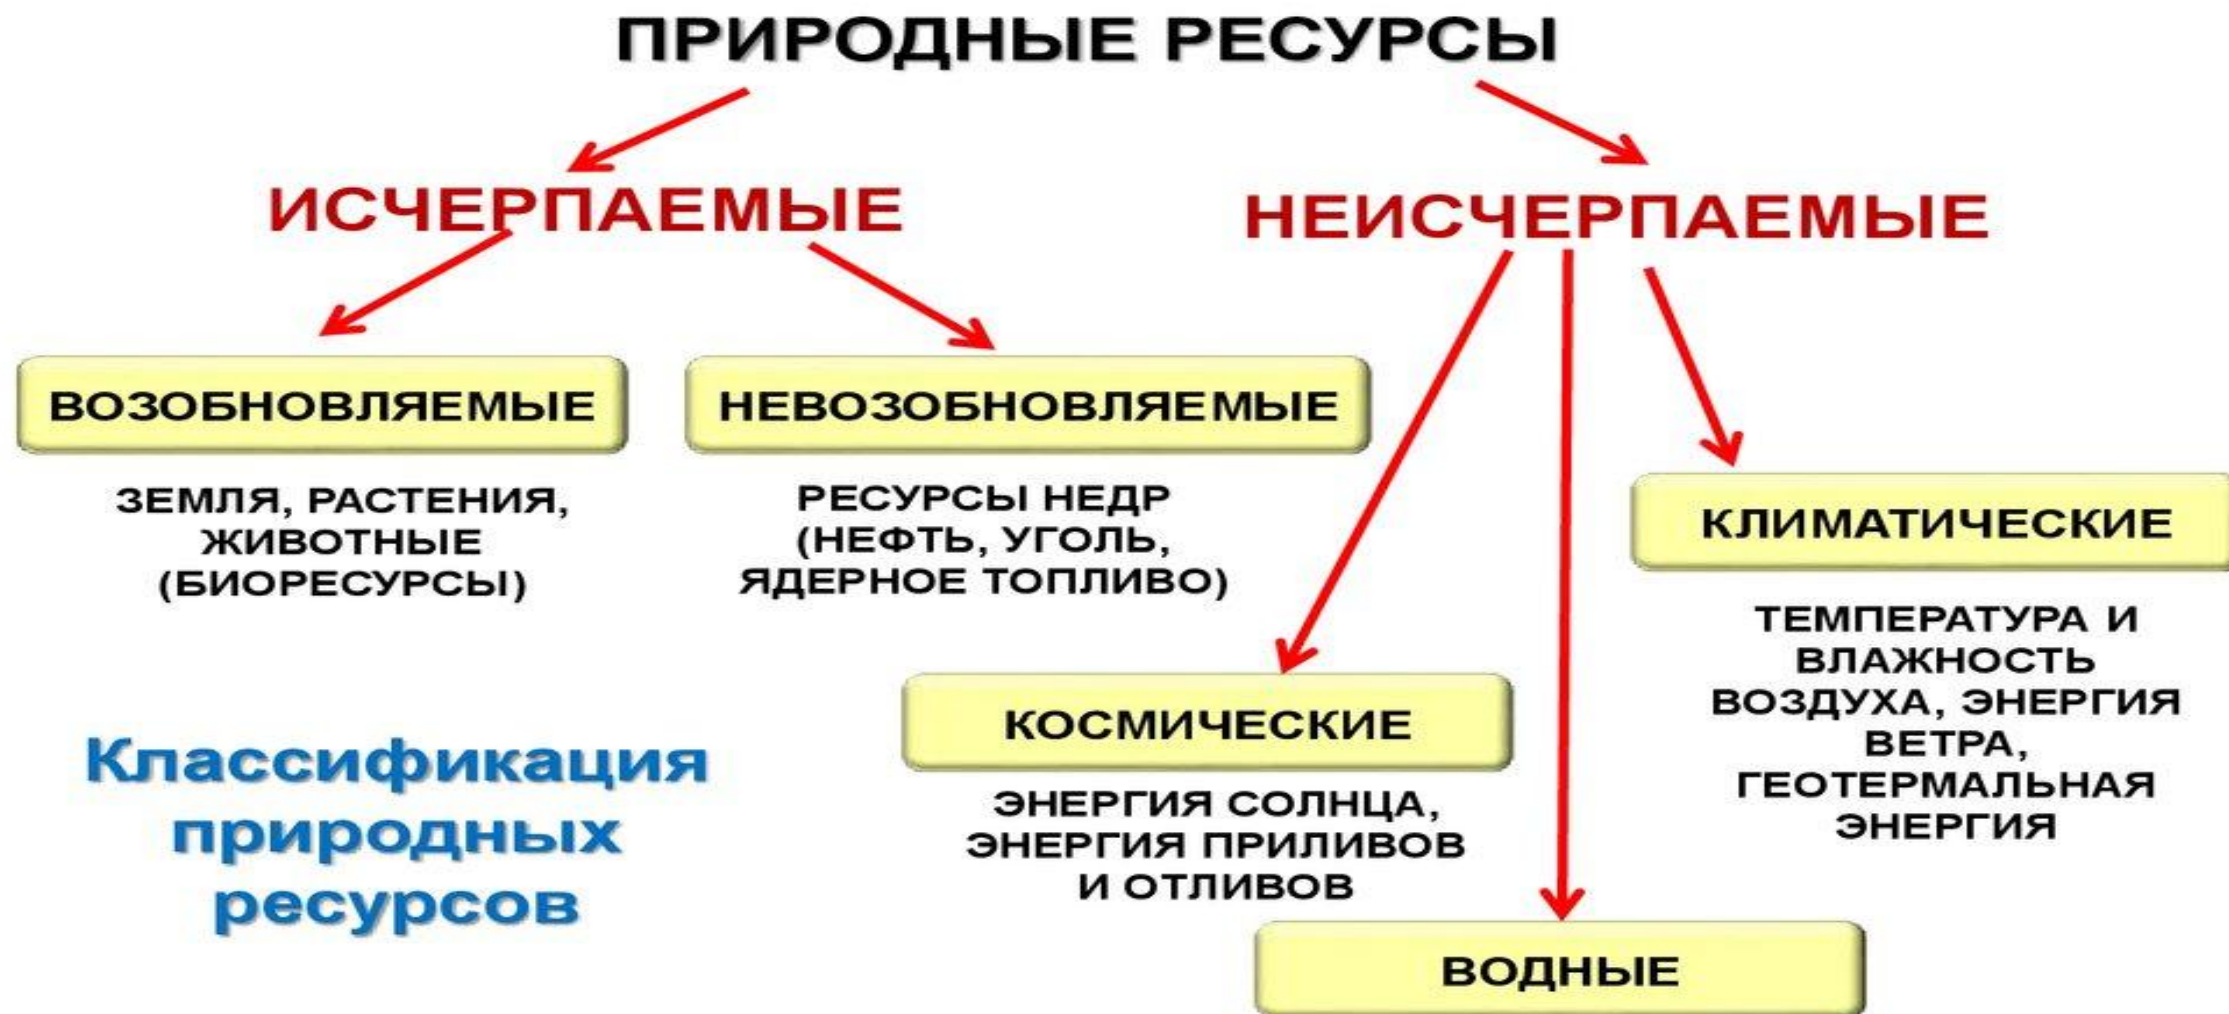 ПРИРОДНЫЕ РЕСУРСЫ
ИСЧЕРПАЕМЫЕ
НЕИСЧЕРПАЕМЫЕ
ВОЗОБНОВЛЯЕМЫЕ
ЗЕМЛЯ, РАСТЕНИЯ,
ЖИВОТНЫЕ
(БИОРЕСУРСЫ)
НЕВОЗОБНОВЛЯЕМЫЕ
РЕСУРСЫ НЕДР
(НЕФТЬ, УГОЛЬ,
ЯДЕРНОЕ ТОПЛИВО)
КЛИМАТИЧЕСКИЕ
ТЕМПЕРАТУРА И
ВЛАЖНОСТЬ
ВОЗДУХА, ЭНЕРГИЯ
ВЕТРА,
ГЕОТЕРМАЛЬНАЯ
ЭНЕРГИЯ
КОСМИЧЕСКИЕ
ЭНЕРГИЯ СОЛНЦА,
ЭНЕРГИЯ ПРИЛИВОВ
И ОТЛИВОВ
ВОДНЫЕ
Классификация
природных
ресурсов